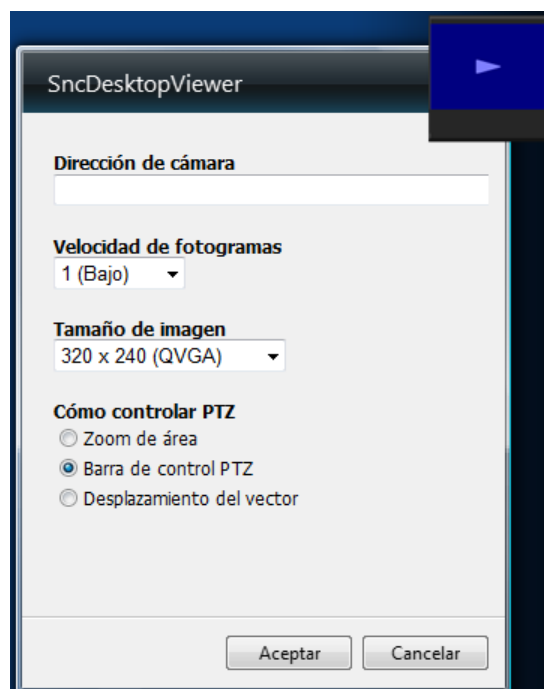 SncDesktopViewer
Dirección de cámara
Velocidad de fotogramas
1 (Bajo)
Tamaño de imagen
320 x 240 (QVGA)
Cómo controlar PTZ
Zoom de área
Barra de control PTZ
Desplazamiento del vector
Aceptar Cancelar